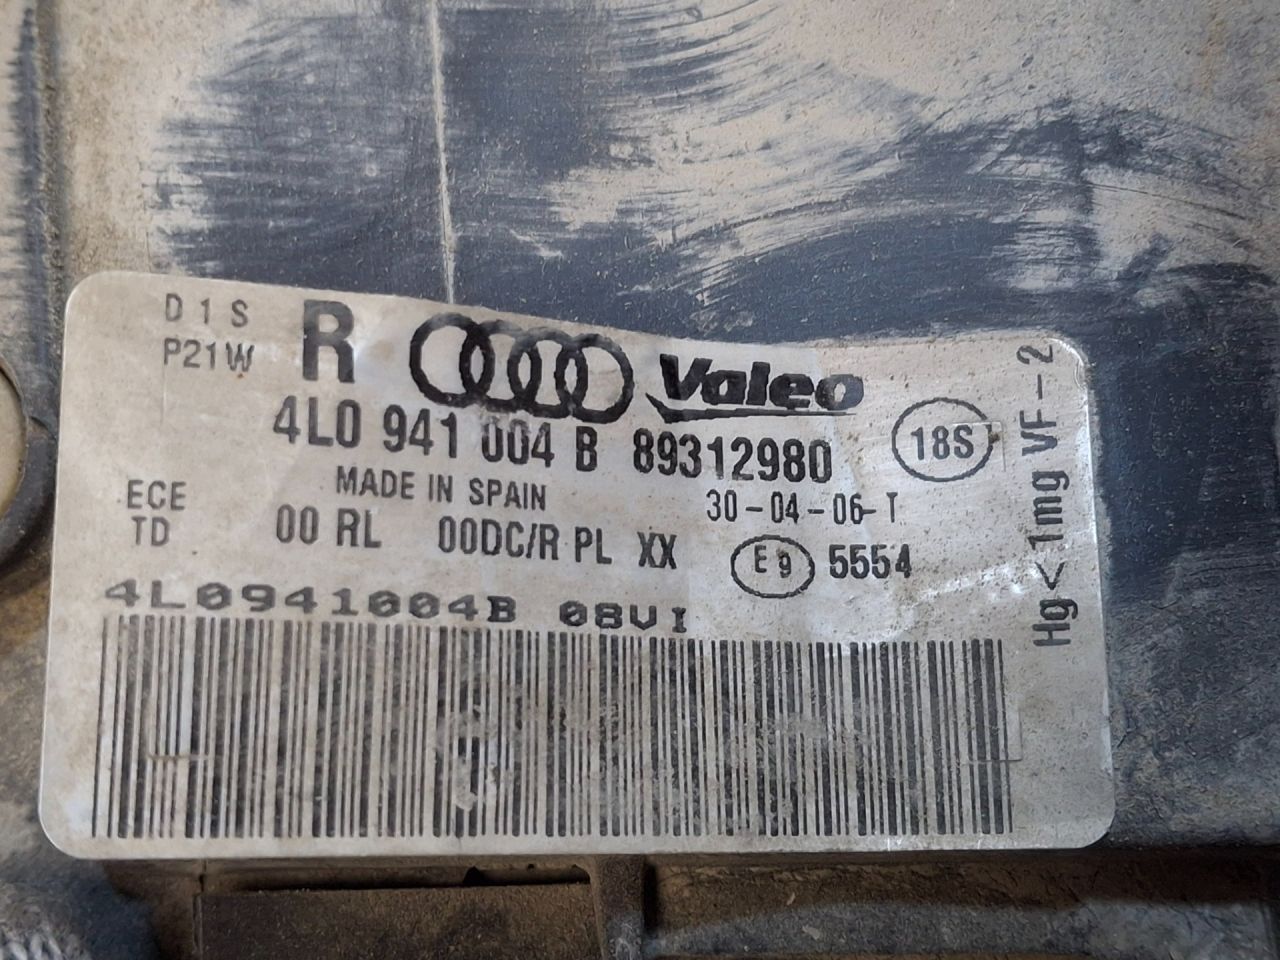 D1S
P21W
R
Valeo
4L0 941 004 B 89312980
18S
MADE IN SPAIN
30-04-06-T
ECE
TD
00 RL 00DC/R PL XX
E9 5554
4L0941004B 08VI
Hg<1mg VF-2